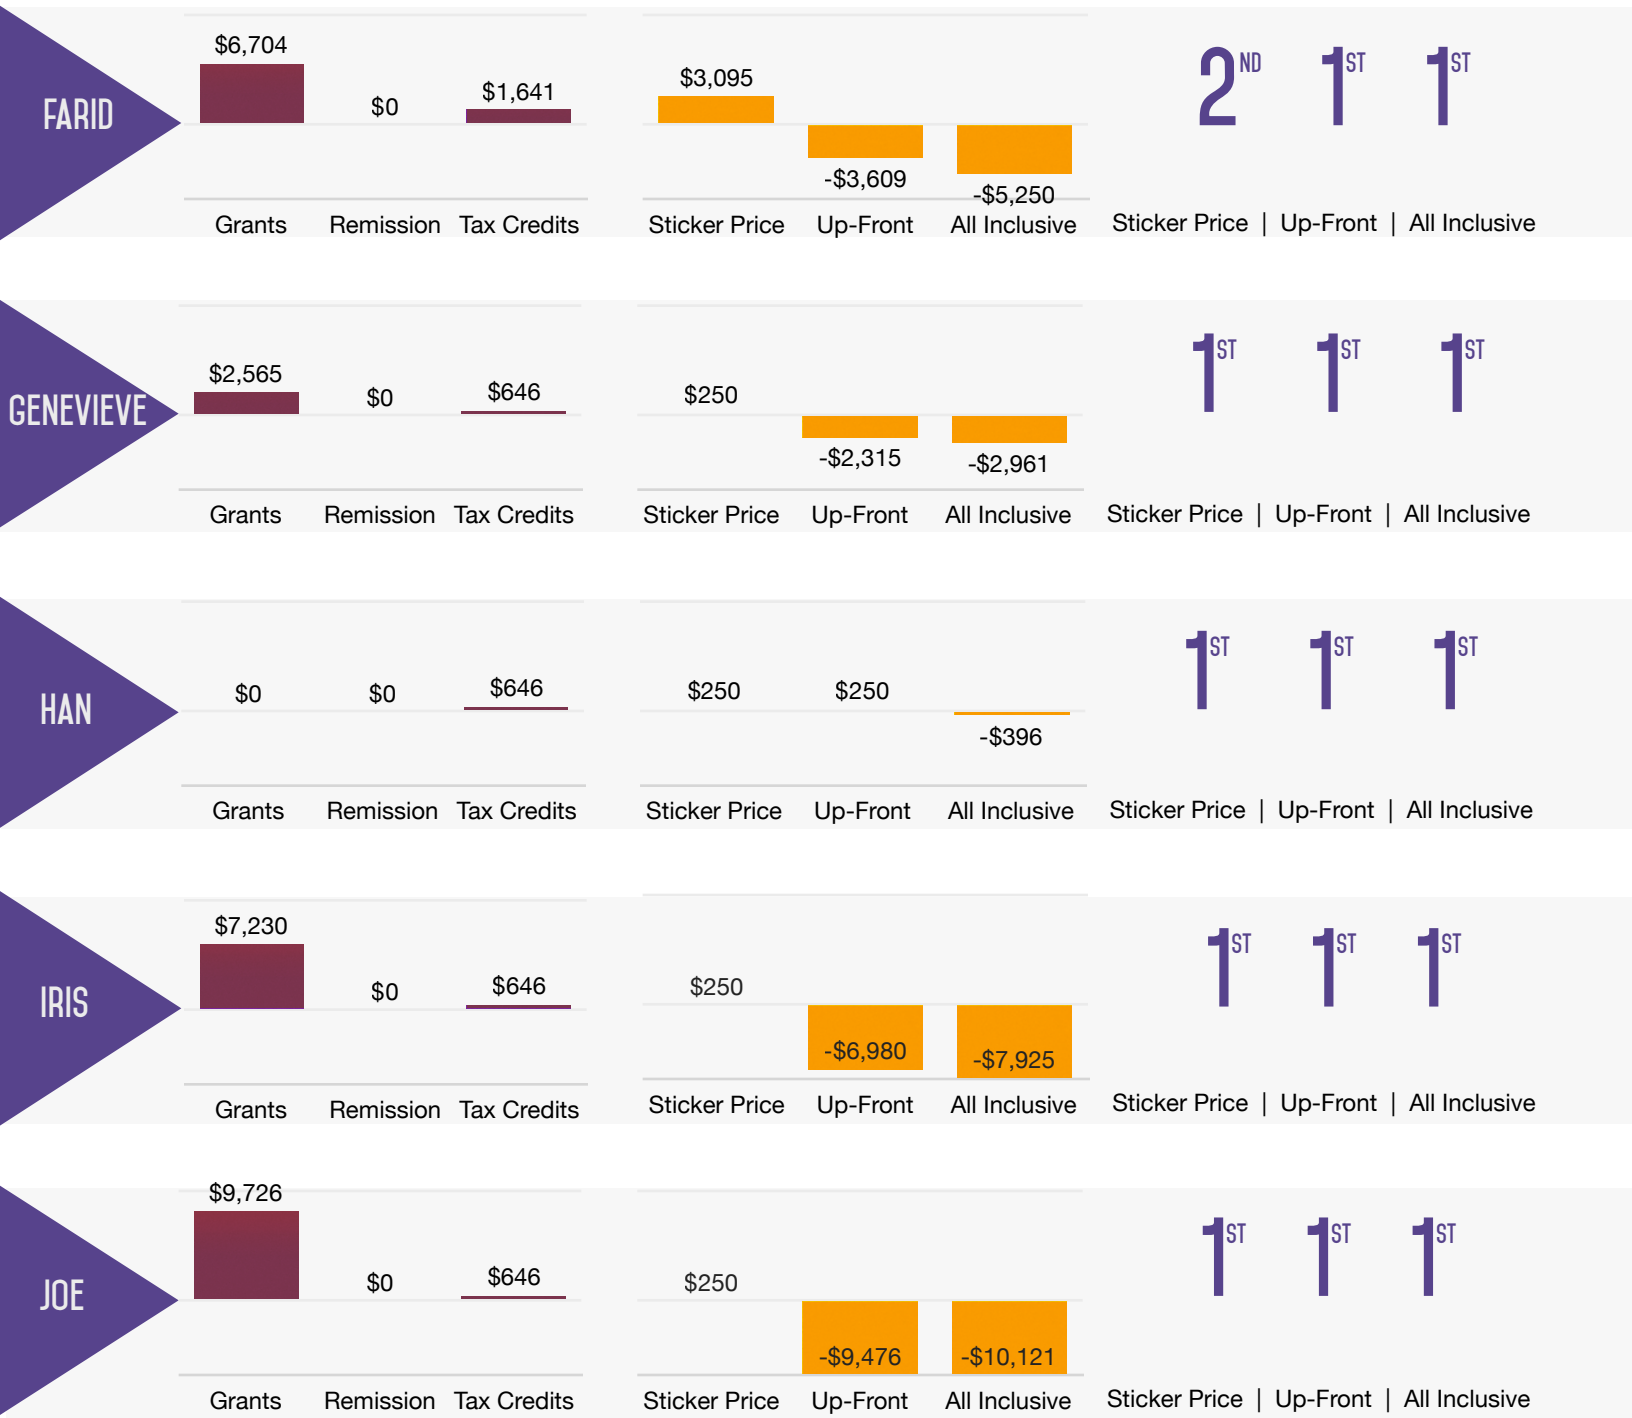 $6,704
$0
$1,641
$3,095
-$3,609
-$5,250
2ND 1ST 1ST
FARID
Grants Remission Tax Credits
Sticker Price Up-Front All Inclusive
Sticker Price | Up-Front | All Inclusive
$2,565
$0
$646
$250
-$2,315
-$2,961
1ST 1ST 1ST
GENEVIEVE
Grants Remission Tax Credits
Sticker Price Up-Front All Inclusive
Sticker Price | Up-Front | All Inclusive
$0
$0
$646
$250
$250
-$396
1ST 1ST 1ST
HAN
Grants Remission Tax Credits
Sticker Price Up-Front All Inclusive
Sticker Price | Up-Front | All Inclusive
$7,230
$0
$646
$250
-$6,980
-$7,925
1ST 1ST 1ST
IRIS
Grants Remission Tax Credits
Sticker Price Up-Front All Inclusive
Sticker Price | Up-Front | All Inclusive
$9,726
$0
$646
$250
-$9,476
-$10,121
1ST 1ST 1ST
JOE
Grants Remission Tax Credits
Sticker Price Up-Front All Inclusive
Sticker Price | Up-Front | All Inclusive